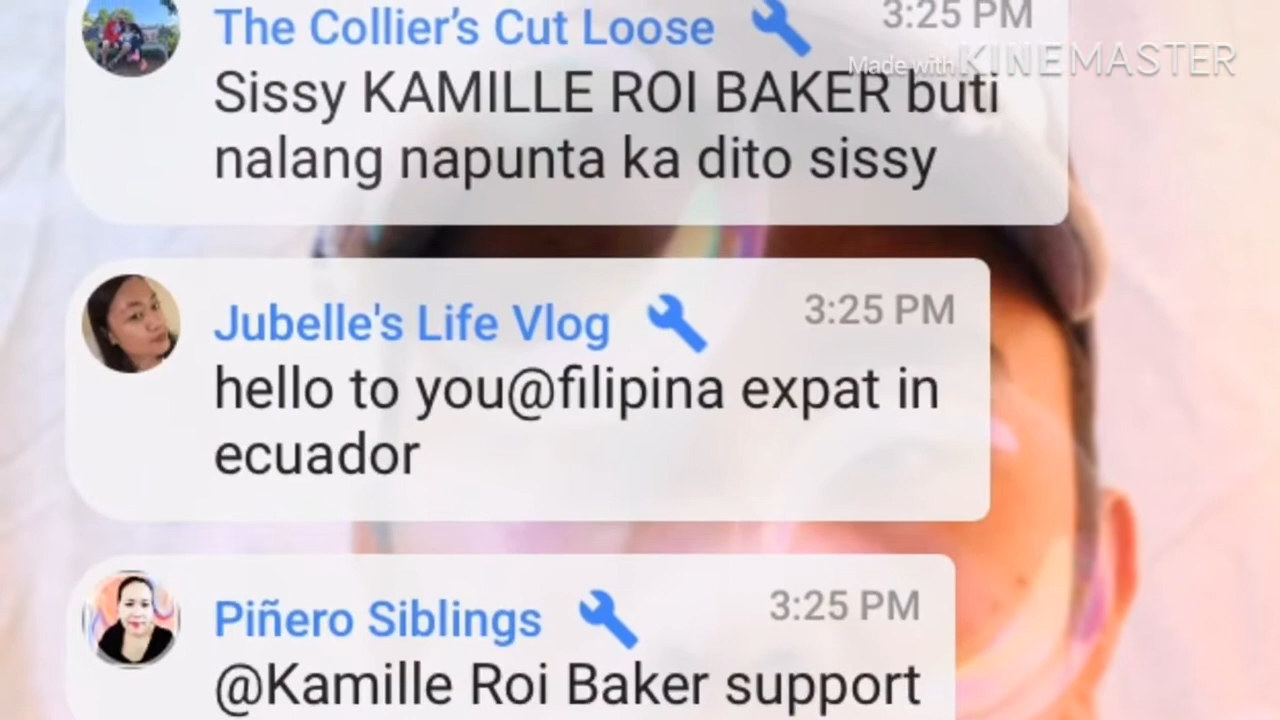 The Collier’s Cut Loose 3:25 PM
Made with KINEMASTER
Sissy KAMILLE ROI BAKER buti
nalang napunta ka dito sissy
Jubelle's Life Vlog 3:25 PM
hello to you@filipina expat in
ecuador
Piñero Siblings 3:25 PM
@Kamille Roi Baker support